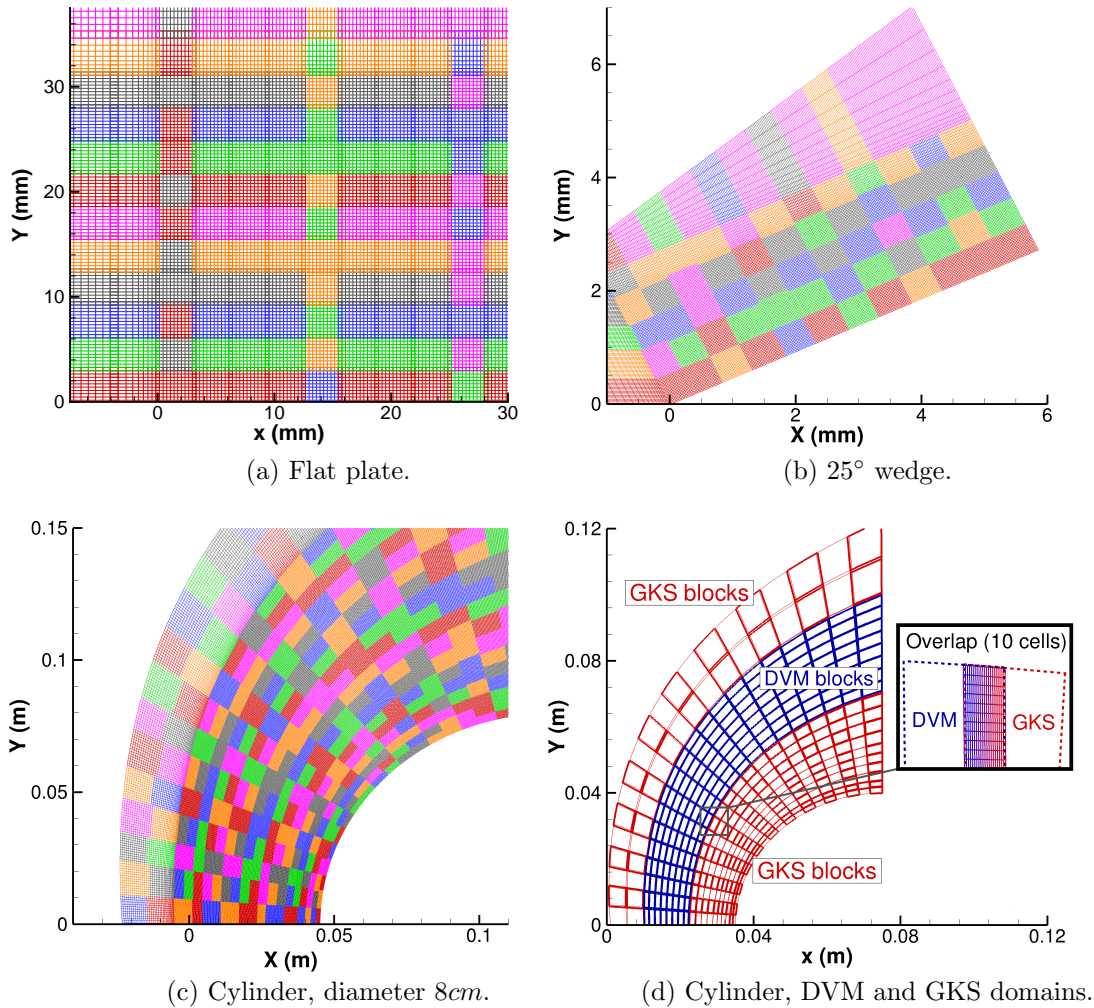 30
20
10
0
Y (mm)
0
10
20
30
x (mm)
(a) Flat plate.
6
4
2
0
Y (mm)
0
2
4
6
X (mm)
(b) 25° wedge.
0.15
0.1
0.05
0
Y (m)
0
0.05
0.1
X (m)
(c) Cylinder, diameter 8cm.
0.12
0.08
0.04
0
Y (m)
GKS blocks
DVM blocks
GKS blocks
Overlap (10 cells)
DVM
GKS
0
0.04
0.08
0.12
x (m)
(d) Cylinder, DVM and GKS domains.